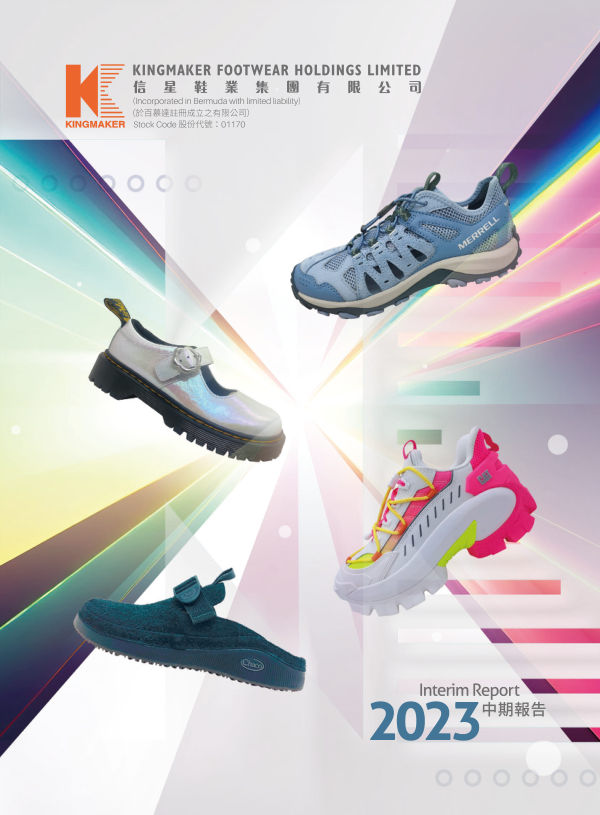 KINGMAKER FOOTWEAR HOLDINGS LIMITED
信星鞋業集團有限公司
(Incorporated in Bermuda with limited liability)
(於百慕達註冊成立之有限公司)
KINGMAKER
Stock Code 股份代號：01170
MERRELL
CAT
Chaco
Interim Report
2023 中期報告